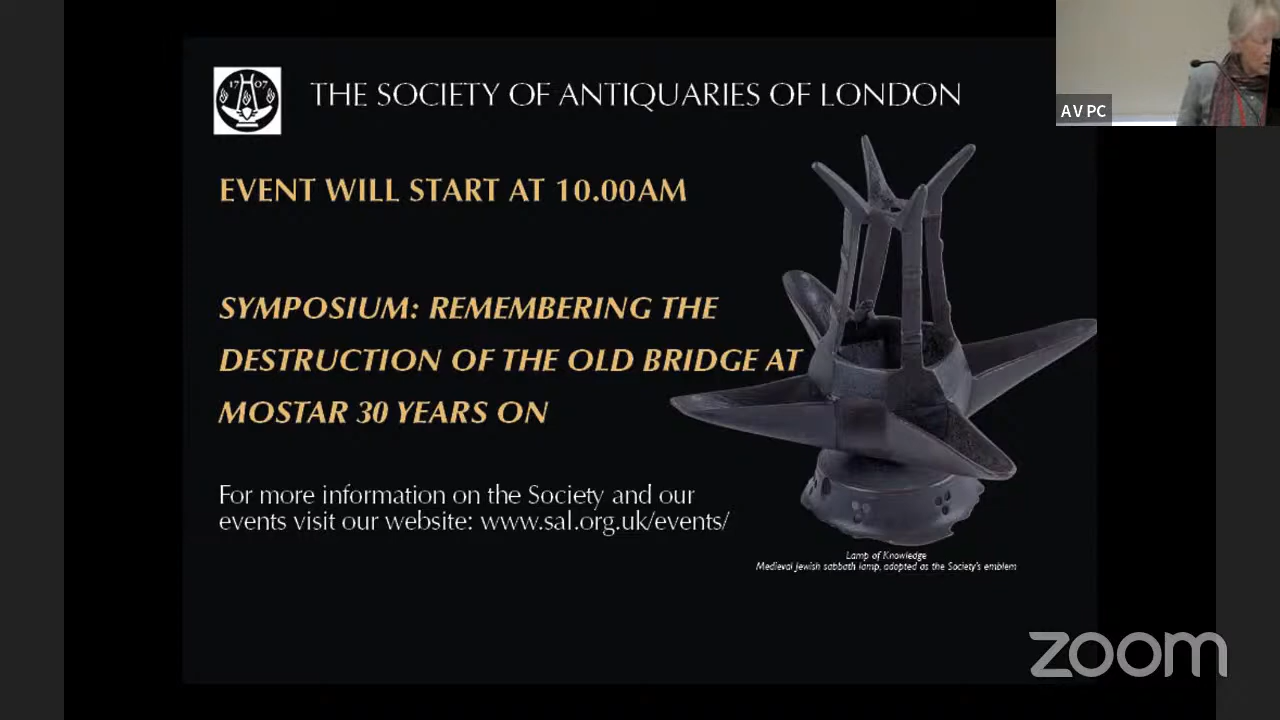 1707
THE SOCIETY OF ANTIQUARIES OF LONDON
AV PC
EVENT WILL START AT 10.00AM
SYMPOSIUM: REMEMBERING THE
DESTRUCTION OF THE OLD BRIDGE AT
MOSTAR 30 YEARS ON
For more information on the Society and our
events visit our website: www.sal.org.uk/events/
Lamp of Knowledge
Medieval Jewish sabbath lamp, adopted as the Society's emblem
zoom